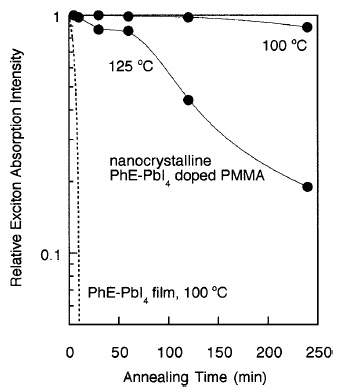 1
100 °C
125 °C
nanocrystalline
PhE-PbI4 doped PMMA
0.1
PhE-PbI4 film, 100 °C
0 50 100 150 200 250
Annealing Time (min)
Relative Exciton Absorption Intensity